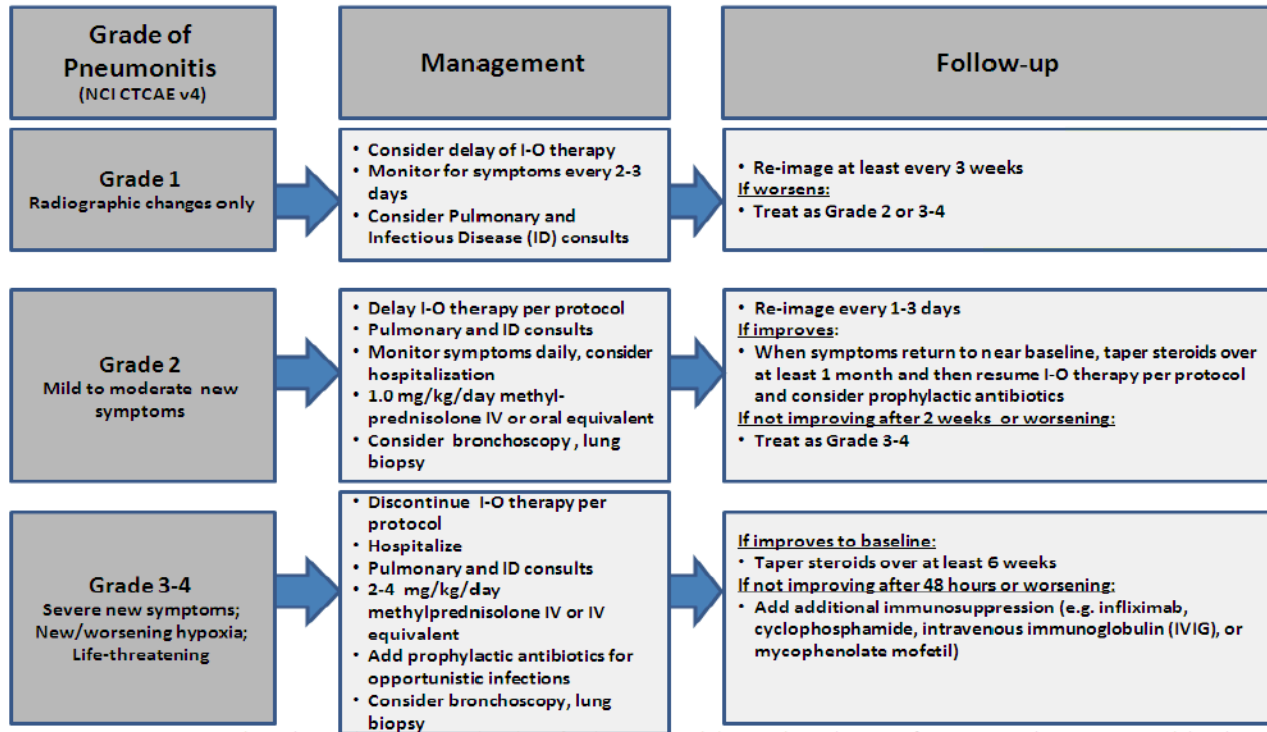 Grade of
Pneumonitis
(NCI CTCAE v4)
Management
Follow-up
Grade 1
Radiographic changes only
• Consider delay of I-O therapy
• Monitor for symptoms every 2-3
days
• Consider Pulmonary and
Infectious Disease (ID) consults
• Re-image at least every 3 weeks
If worsens:
• Treat as Grade 2 or 3-4
Grade 2
Mild to moderate new
symptoms
• Delay I-O therapy per protocol
• Pulmonary and ID consults
• Monitor symptoms daily, consider
hospitalization
• 1.0 mg/kg/day methyl-
prednisolone IV or oral equivalent
• Consider bronchoscopy , lung
biopsy
• Re-image every 1-3 days
If improves:
• When symptoms return to near baseline, taper steroids over
at least 1 month and then resume I-O therapy per protocol
and consider prophylactic antibiotics
If not improving after 2 weeks or worsening:
• Treat as Grade 3-4
Grade 3-4
Severe new symptoms;
New/worsening hypoxia;
Life-threatening
• Discontinue I-O therapy per
protocol
• Hospitalize
• Pulmonary and ID consults
• 2-4 mg/kg/day
methylprednisolone IV or IV
equivalent
• Add prophylactic antibiotics for
opportunistic infections
• Consider bronchoscopy, lung
biopsy
If improves to baseline:
• Taper steroids over at least 6 weeks
If not improving after 48 hours or worsening:
• Add additional immunosuppression (e.g. infliximab,
cyclophosphamide, intravenous immunoglobulin (IVIG), or
mycophenolate mofetil)